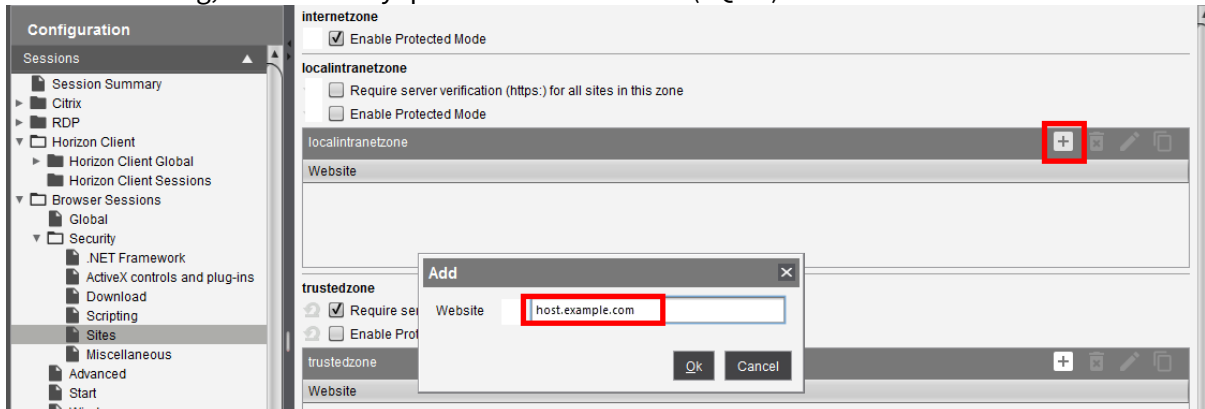 Configuration
Sessions
Session Summary
Citrix
RDP
Horizon Client
Horizon Client Global
Horizon Client Sessions
Browser Sessions
Global
Security
.NET Framework
ActiveX controls and plug-ins
Download
Scripting
Sites
Miscellaneous
Advanced
Start
internetzone
Enable Protected Mode
localintranetzone
Require server verification (https:) for all sites in this zone
Enable Protected Mode
localintranetzone
Website
trustedzone
Require ser
Enable Prot
trustedzone
Website
Add
Website host.example.com
Ok Cancel